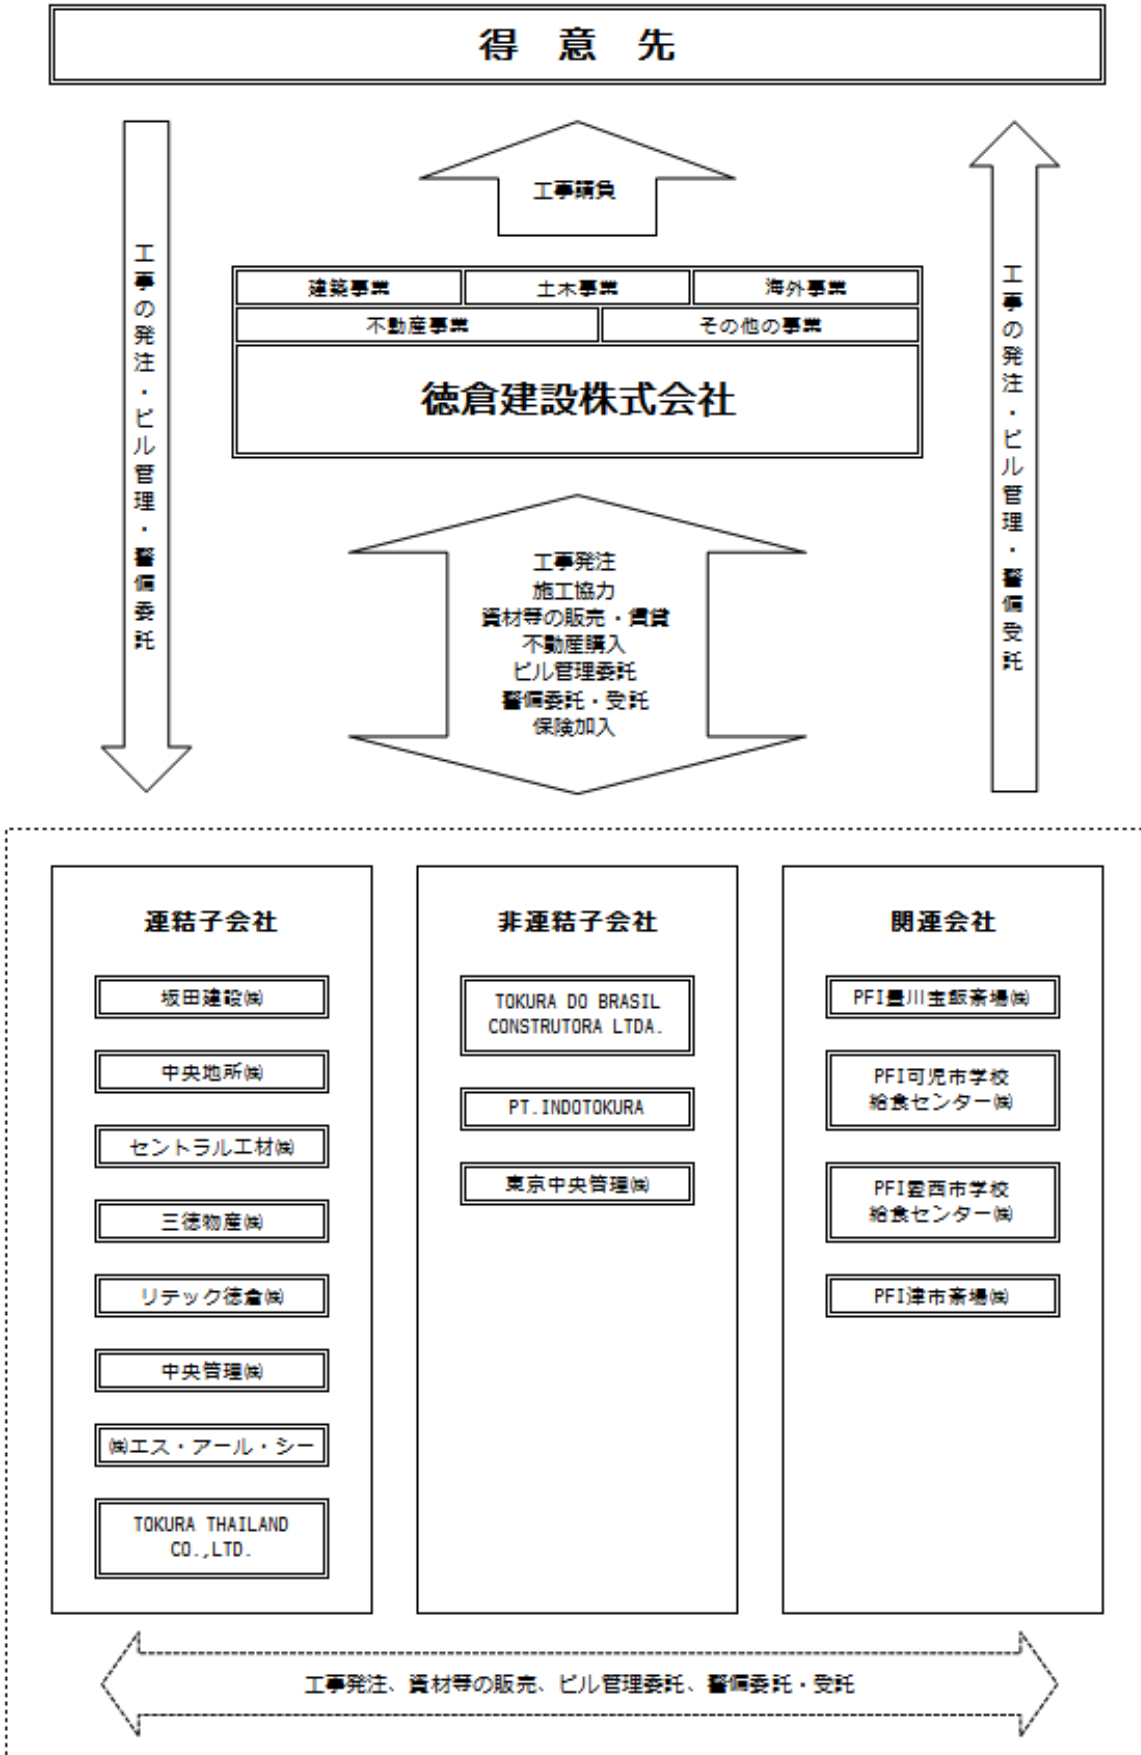 得意先
工事請負
工事の発注・ビル管理・警備委託
工事の発注・ビル管理・警備受託
建築事業
土木事業
海外事業
不動産事業
その他の事業
徳倉建設株式会社
工事発注
施工協力
資材等の販売・賃貸
不動産購入
ビル管理委託
警備委託・受託
保険加入
連結子会社
坂田建設㈱
中央地所㈱
セントラル工材㈱
三徳物産㈱
リテック徳倉㈱
中央管理㈱
㈱エス・アール・シー
TOKURA THAILAND
CO.,LTD.
非連結子会社
TOKURA DO BRASIL
CONSTRUTORA LTDA.
PT.INDOTOKURA
東京中央管理㈱
関連会社
PFI豊川宝飯斎場㈱
PFI可児市学校
給食センター㈱
PFI愛西市学校
給食センター㈱
PFI津市斎場㈱
工事発注、資材等の販売、ビル管理委託、警備委託・受託